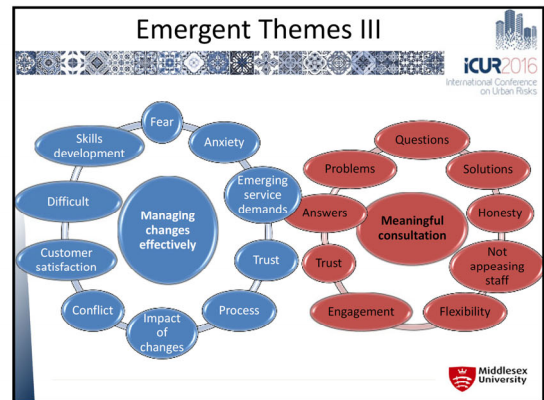 Emergent Themes III
iCUR2016
International Conference
on Urban Risks
Fear
Anxiety
Emerging
service
demands
Trust
Process
Impact
of
changes
Conflict
Customer
satisfaction
Difficult
Skills
development
Managing
changes
effectively
Questions
Solutions
Honesty
Not
appeasing
staff
Flexibility
Engagement
Trust
Answers
Problems
Meaningful
consultation
Middlesex
University